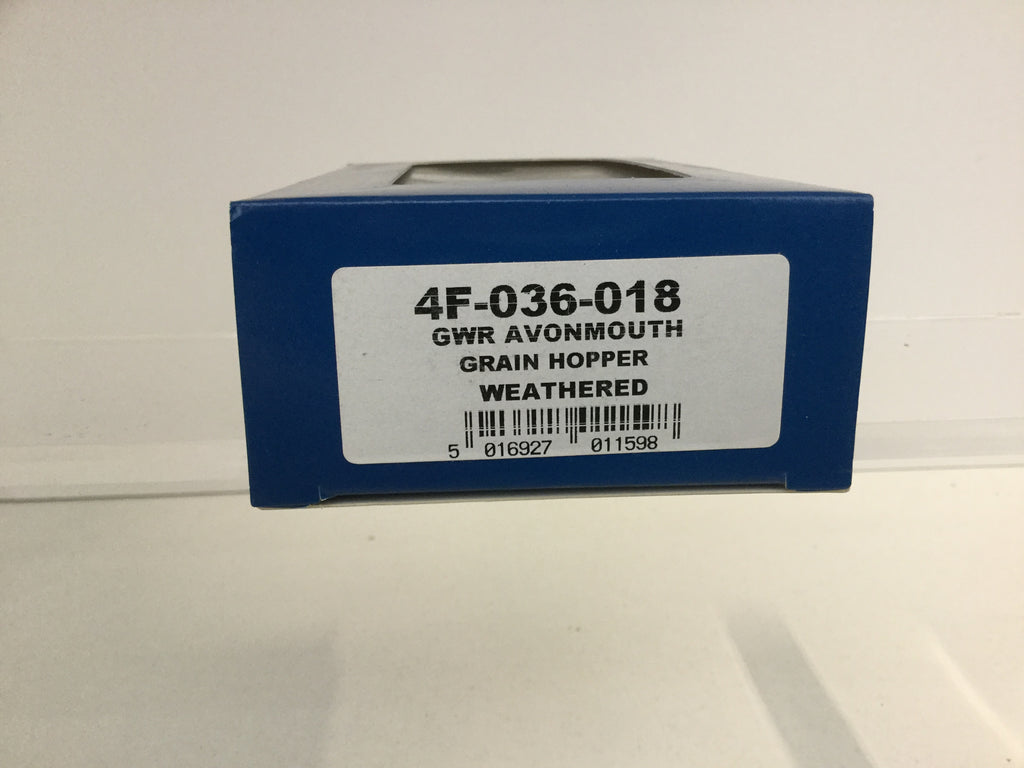 4F-036-018
GWR AVONMOUTH
GRAIN HOPPER
WEATHERED
5 016927 011598